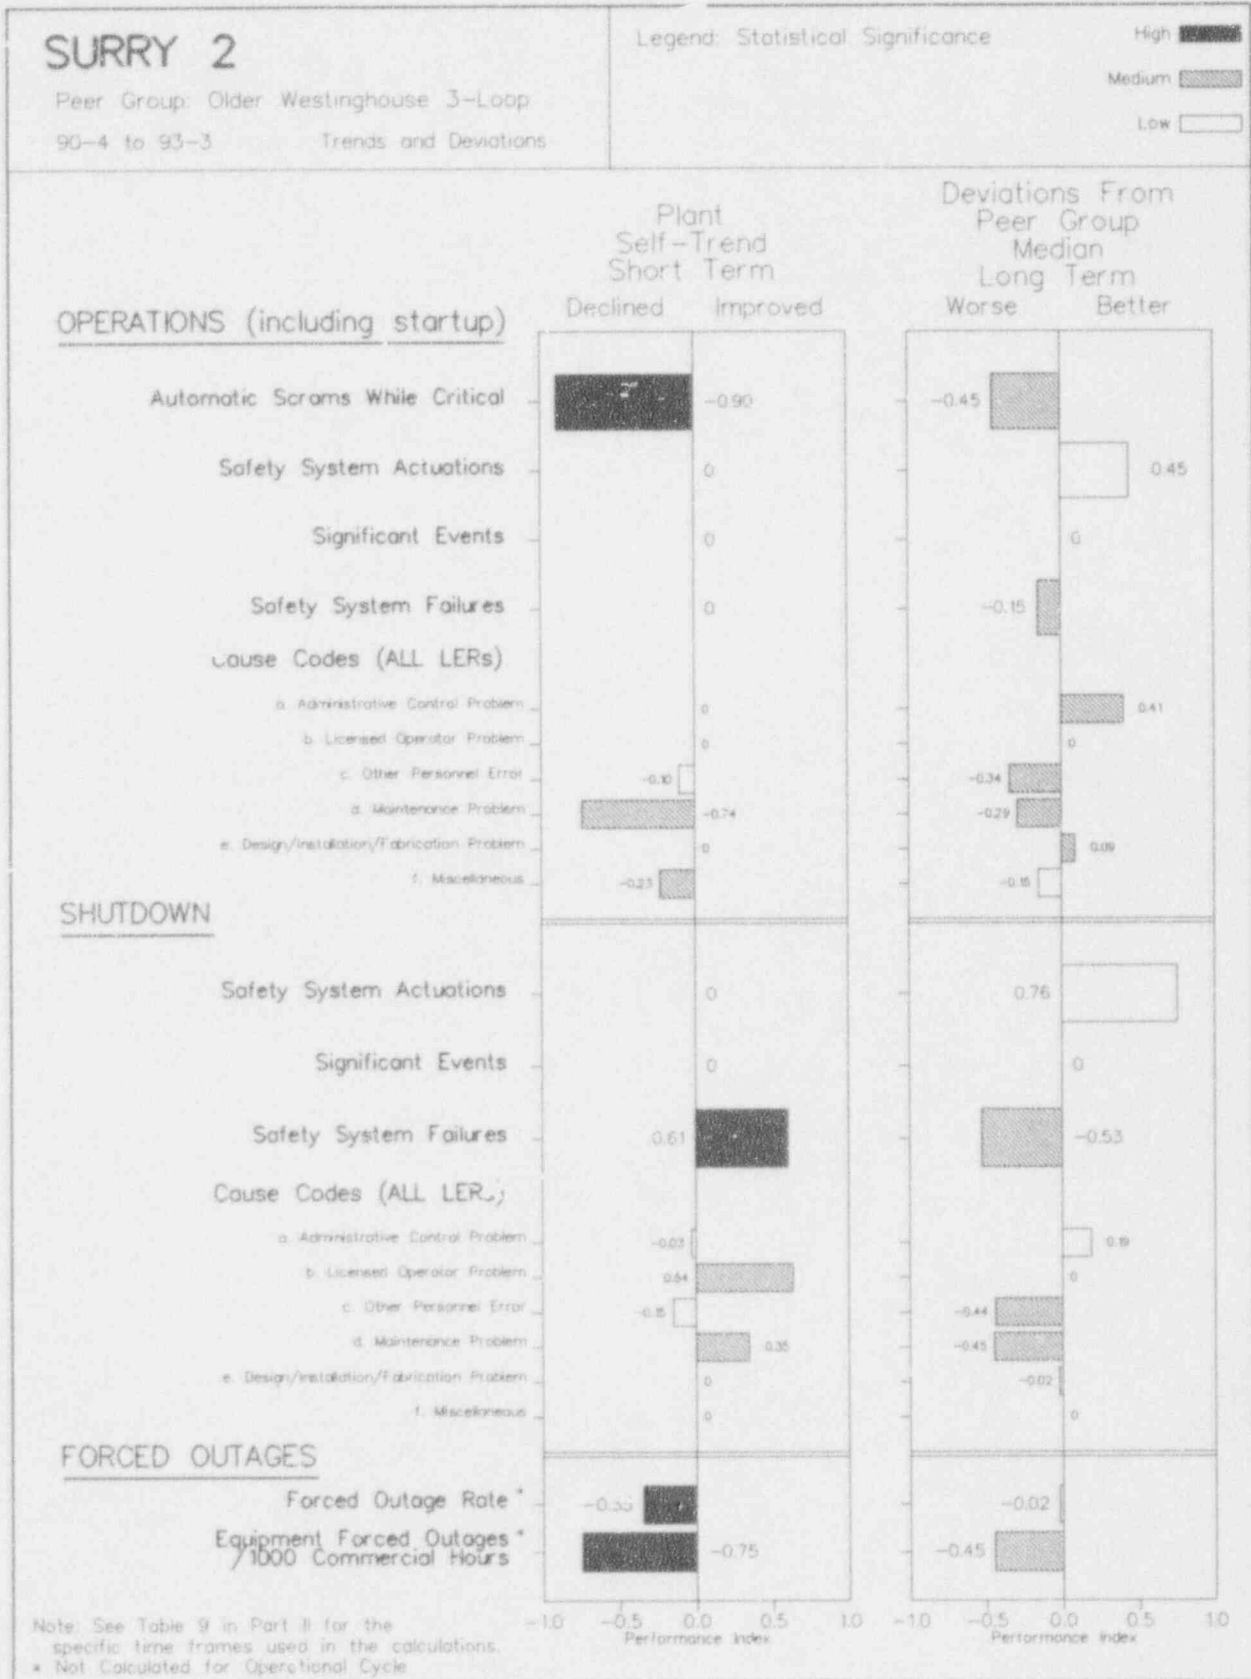 SURRY 2
Peer Group: Older Westinghouse 3-Loop
90-4 to 93-3 Trends and Deviations
Legend: Statistical Significance
High
Medium
Low
Plant
Self-Trend
Short Term
Declined Improved
Deviations From
Peer Group
Median
Long Term
Worse Better
OPERATIONS (including startup)
Automatic Scrams While Critical -0.90 -0.45
Safety System Actuations 0 0.45
Significant Events 0 0
Safety System Failures 0 -0.15
Cause Codes (ALL LERs)
a. Administrative Control Problem 0 0.41
b. Licensed Operator Problem 0 0
c. Other Personnel Error -0.10 -0.34
d. Maintenance Problem -0.74 -0.29
e. Design/Installation/Fabrication Problem 0 0.09
f. Miscellaneous -0.23 -0.15
SHUTDOWN
Safety System Actuations 0 0.76
Significant Events 0 0
Safety System Failures 0.61 -0.53
Cause Codes (ALL LER
a. Administrative Control Problem -0.03 0.19
b. Licensed Operator Problem 0.64 0
c. Other Personnel Error -0.15 -0.44
d. Maintenance Problem 0.35 -0.45
e. Design/Installation/Fabrication Problem 0 -0.02
f. Miscellaneous 0 0
FORCED OUTAGES
Forced Outage Rate * -0.35 -0.02
Equipment Forced Outages *
/1000 Commercial Hours -0.75 -0.45
-1.0 -0.5 0.0 0.5 1.0
Performance Index
-1.0 -0.5 0.0 0.5 1.0
Performance Index
Note: See Table 9 in Part II for the
specific time frames used in the calculations.
* Not Calculated for Operational Cycle